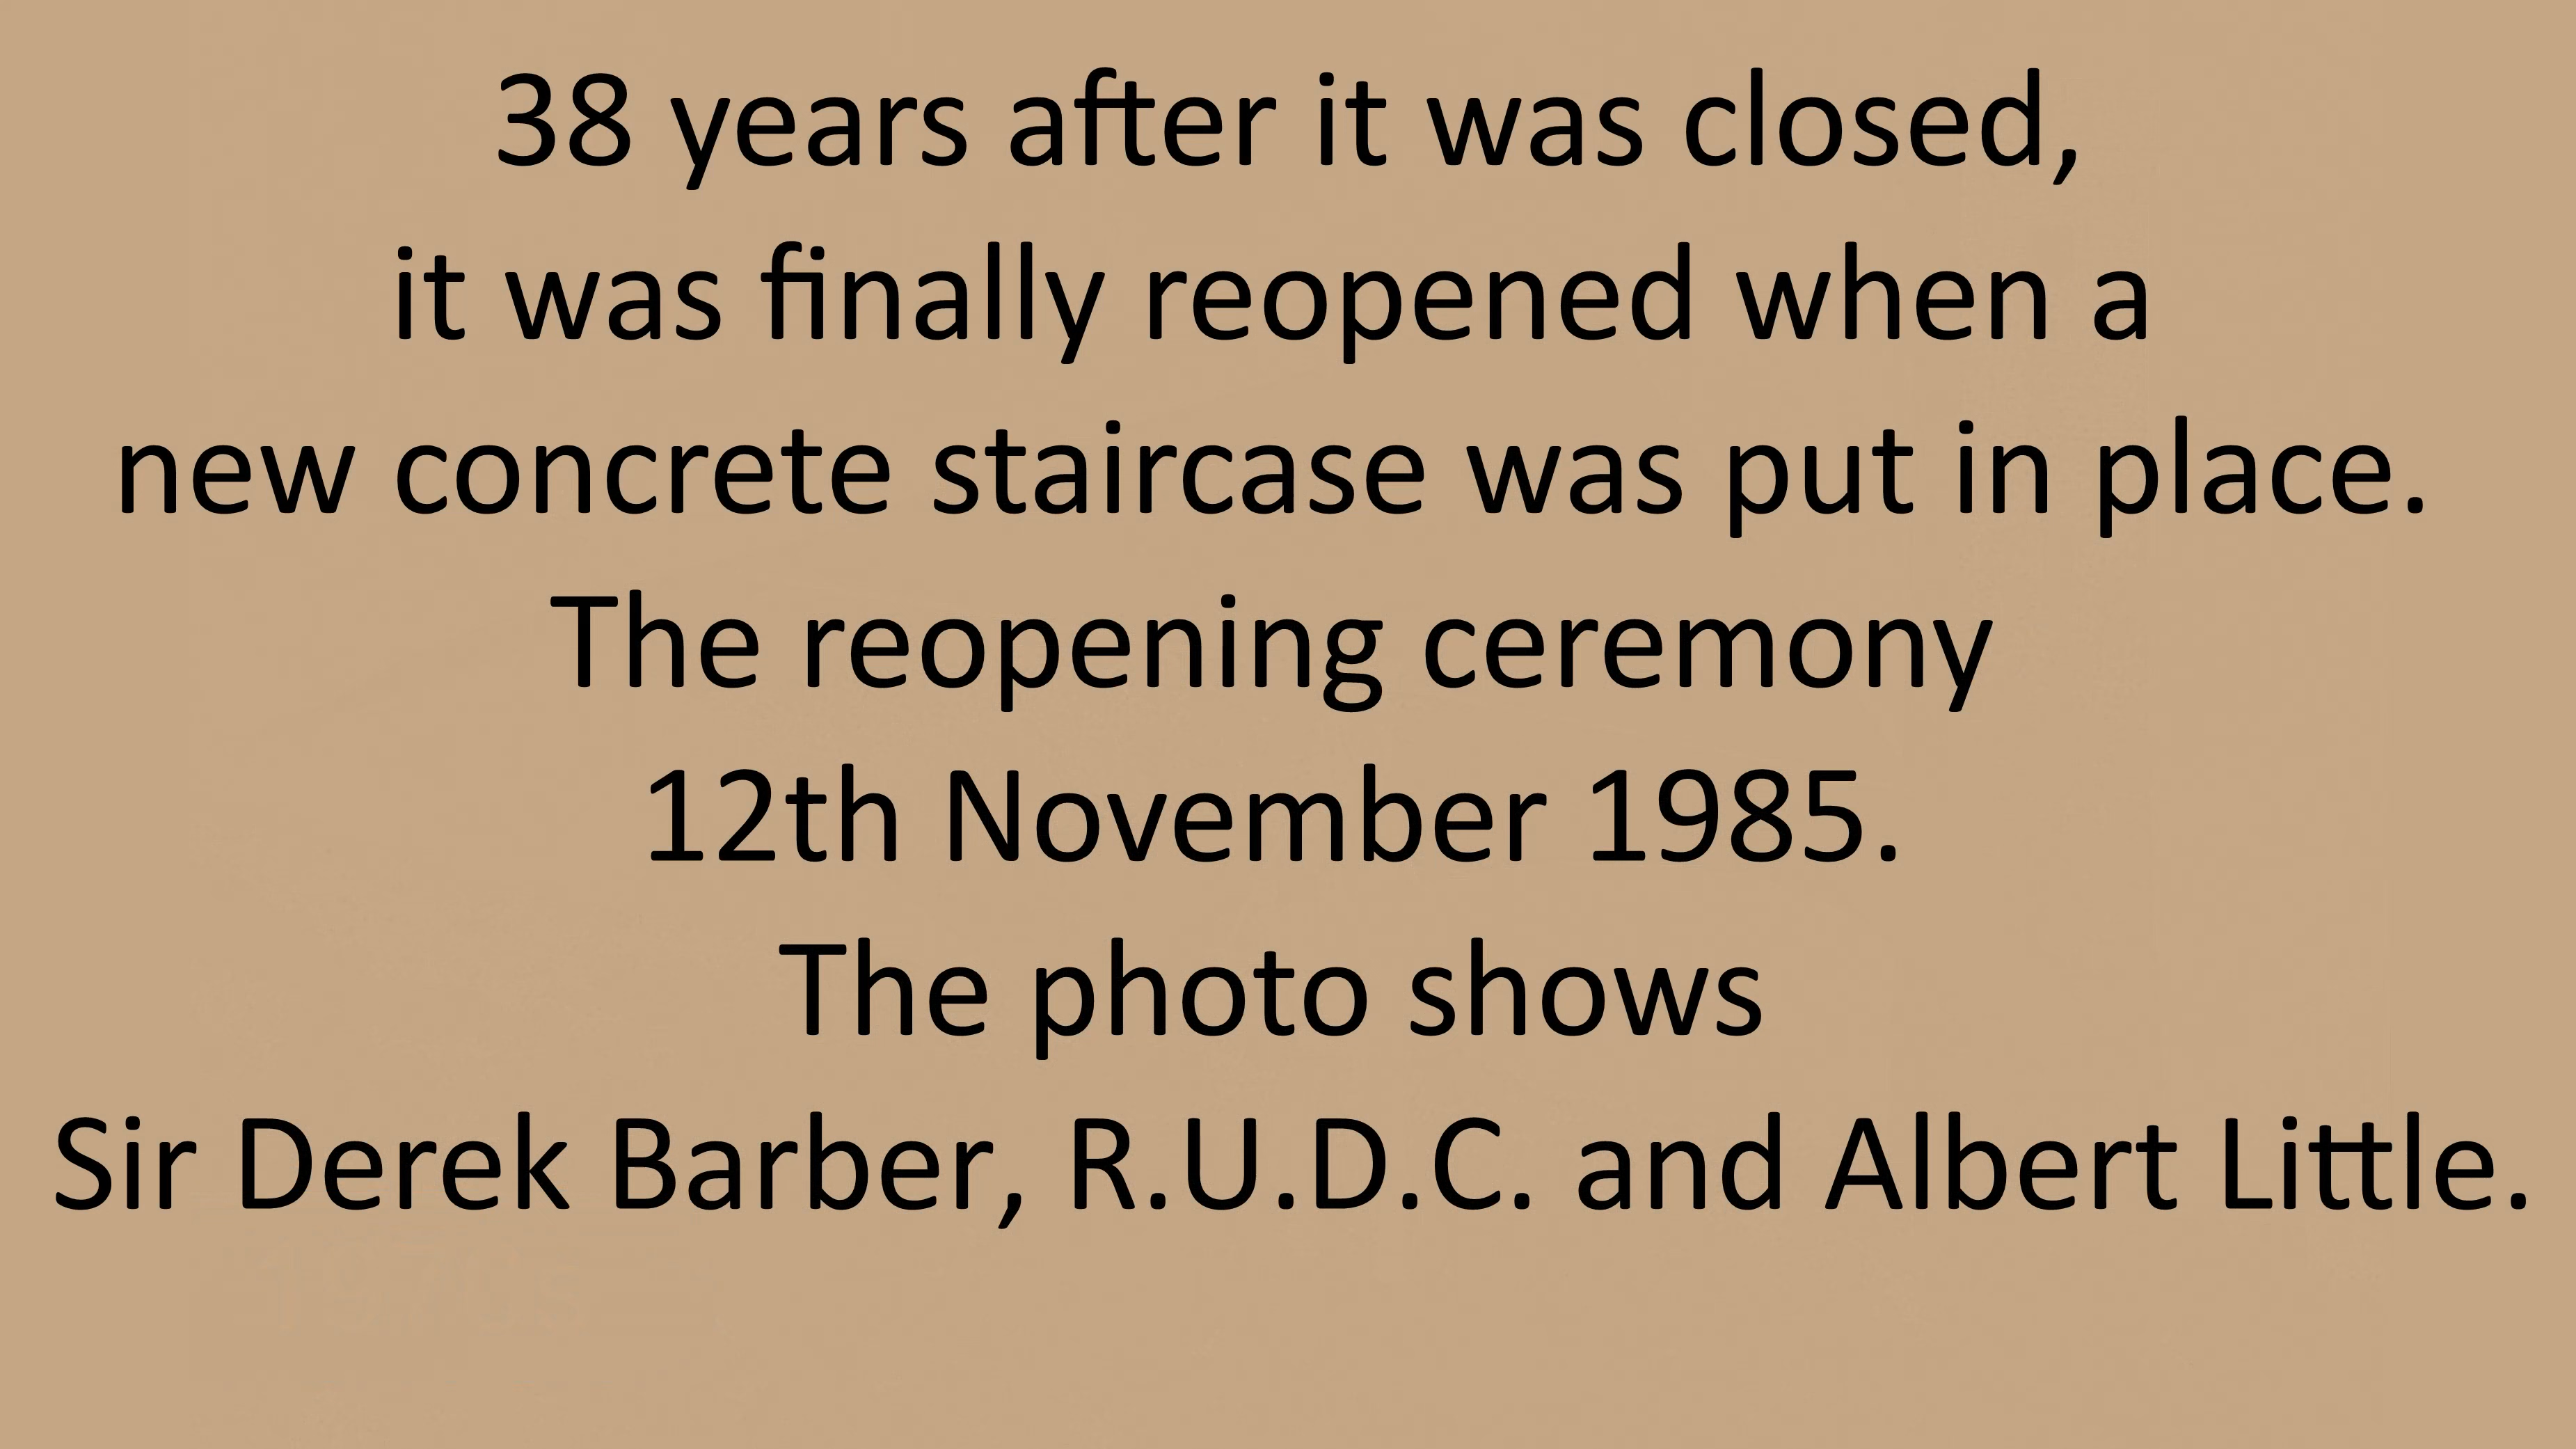 38 years after it was closed,
it was finally reopened when a
new concrete staircase was put in place.
The reopening ceremony
12th November 1985.
The photo shows
Sir Derek Barber, R.U.D.C. and Albert Little.